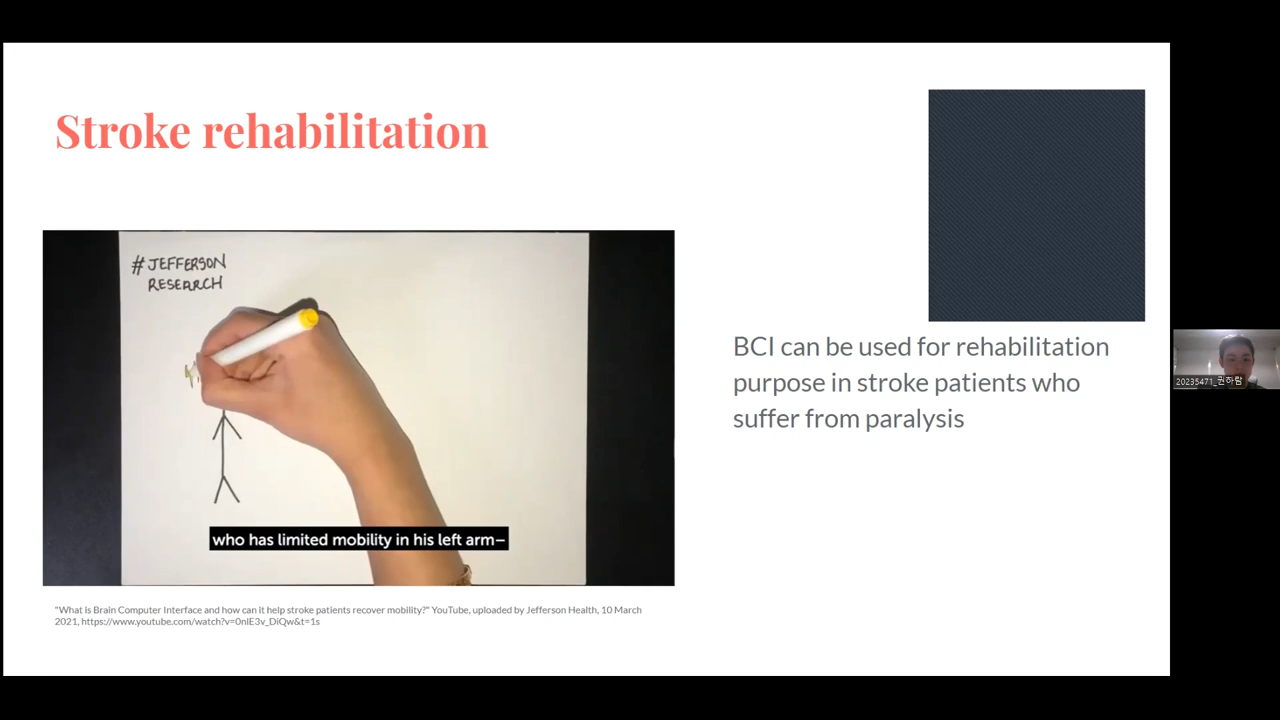 Stroke rehabilitation
#JEFFERSON
RESEARCH
who has limited mobility in his left arm–
"What is Brain Computer Interface and how can it help stroke patients recover mobility?" YouTube, uploaded by Jefferson Health, 10 March
2021, https://www.youtube.com/watch?v=0nlE3v_DiQw&t=1s
BCI can be used for rehabilitation
purpose in stroke patients who
suffer from paralysis
20235471_권하람